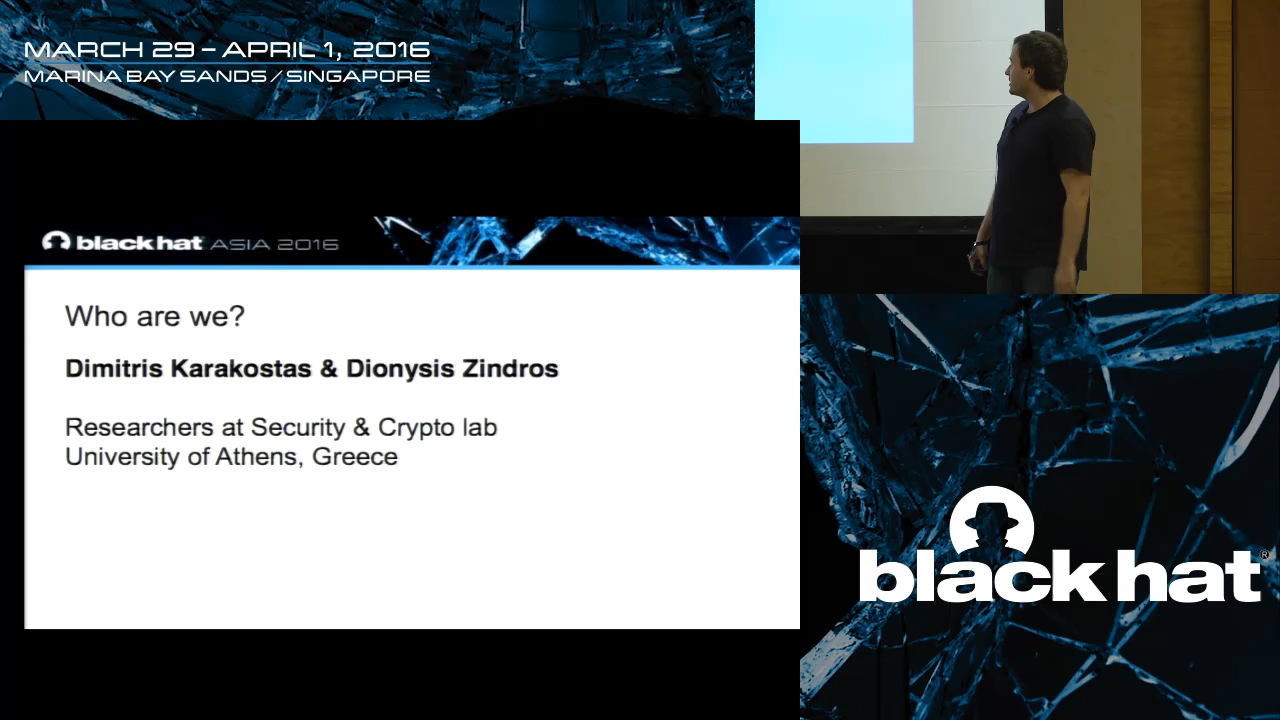 MARCH 29 – APRIL 1, 2016
MARINA BAY SANDS / SINGAPORE
black hat ASIA 2016
Who are we?
Dimitris Karakostas & Dionysis Zindros
Researchers at Security & Crypto lab
University of Athens, Greece
black hat®